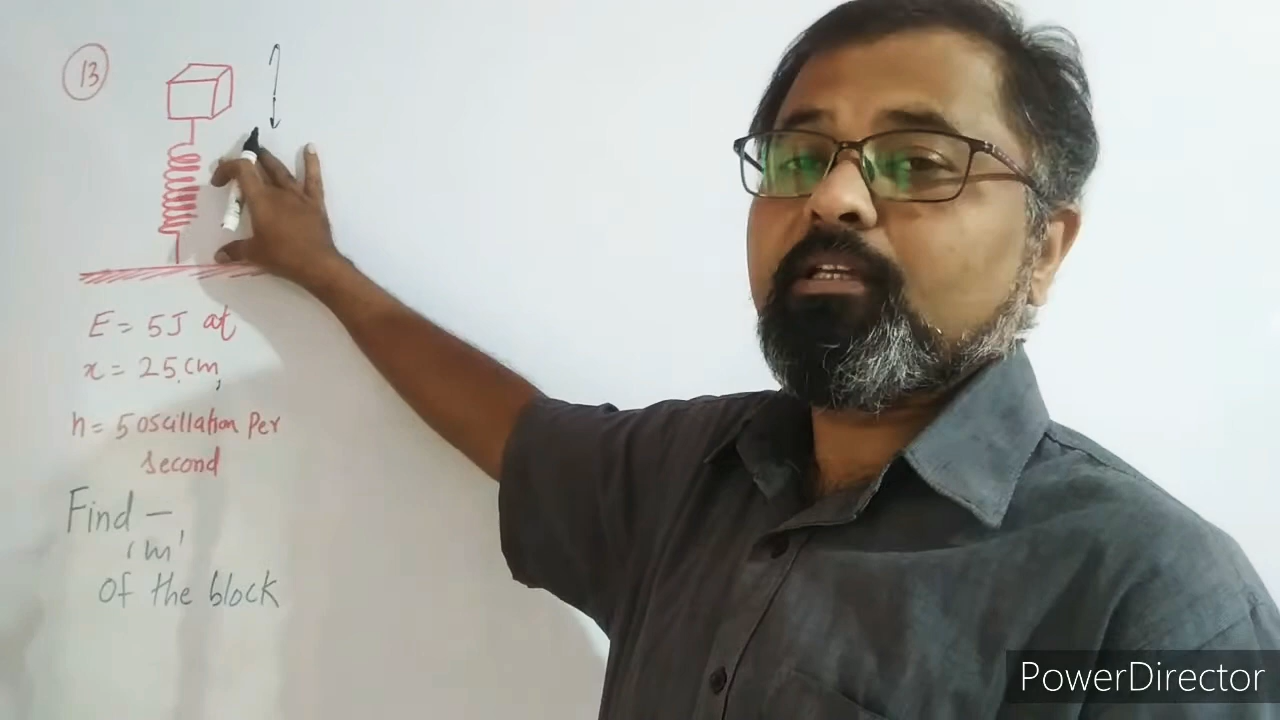 13
E = 5J at
x = 25 cm,
n = 5 oscillation Per
second
Find -
'm'
of the block
PowerDirector